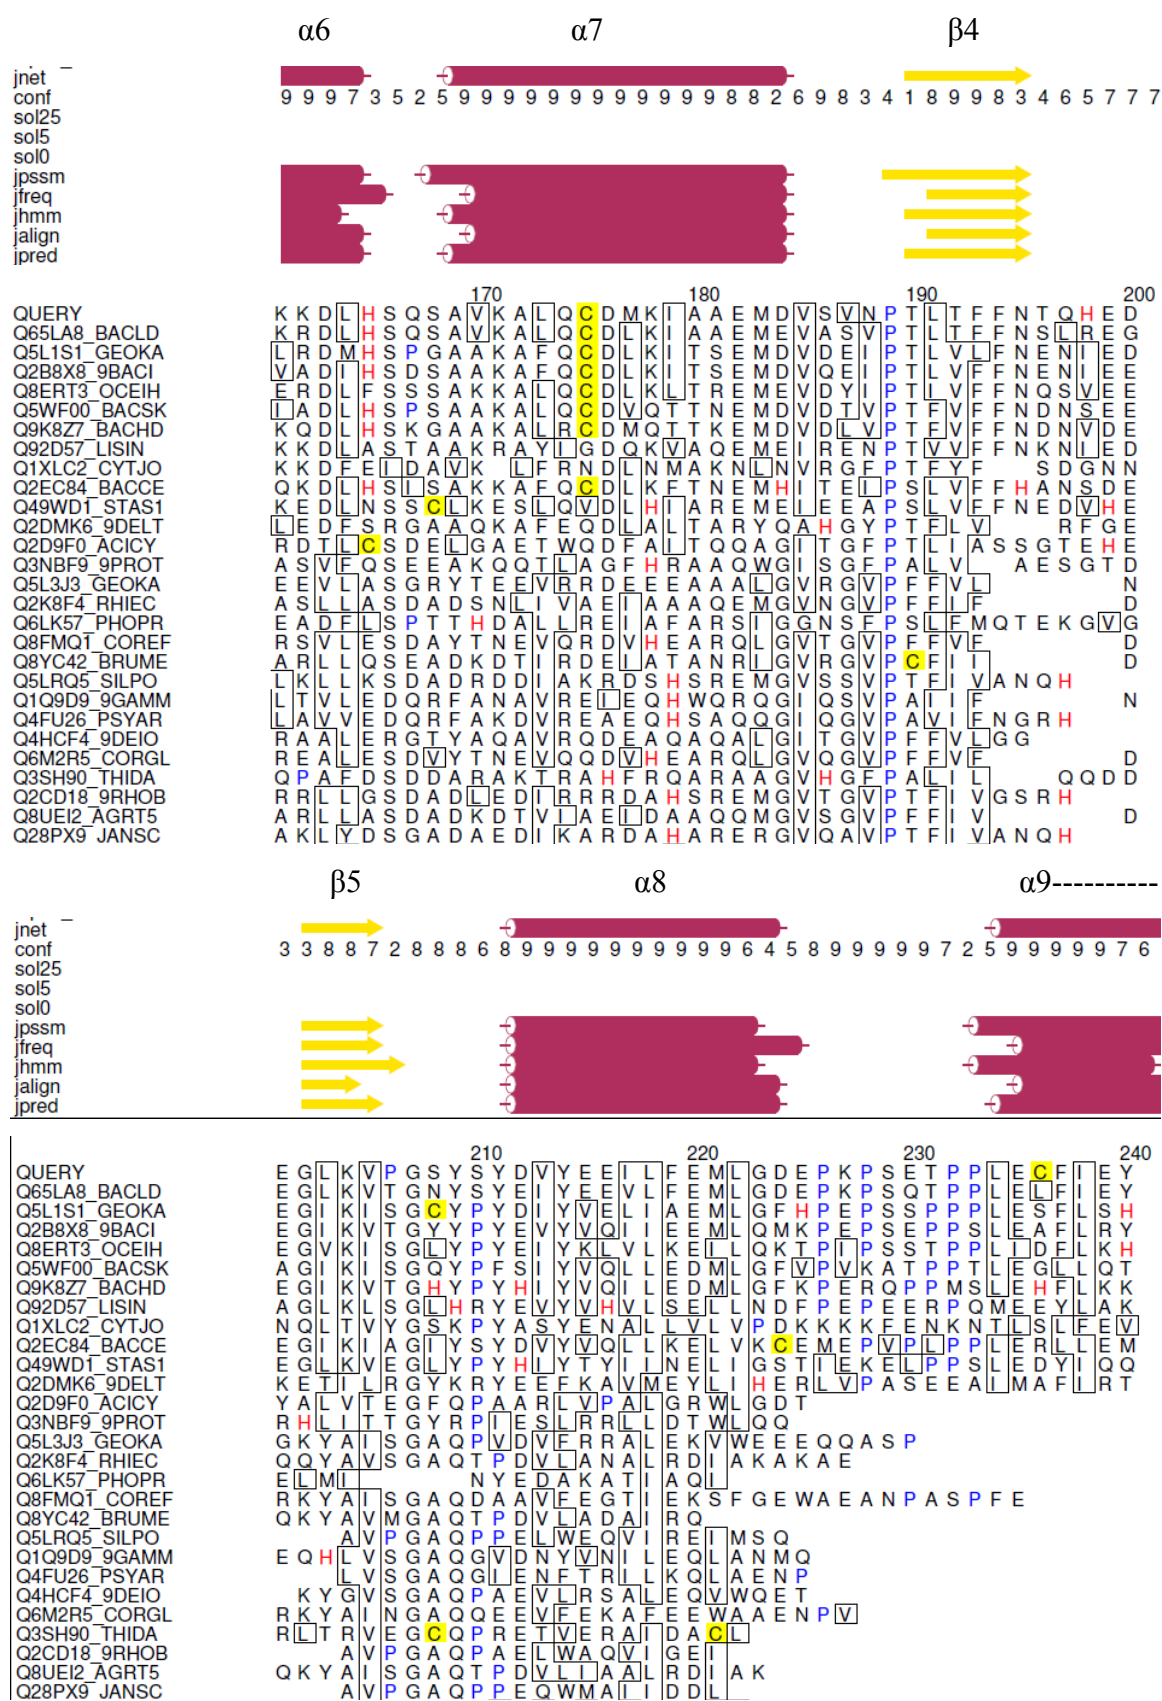 α6 α7 β4
jnet
conf 9 9 9 7 3 5 2 5 9 9 9 9 9 9 9 9 9 9 9 9 9 8 8 2 6 9 8 3 4 1 8 9 9 8 3 4 6 5 7 7 7
sol25
sol5
sol0
jpssm
jfreq
jhmm
jalign
jpred
170 180 190 200
QUERY K K D L H S Q S A V K A L Q C D M K I A A E M D V S V N P T L T F F N T Q H E D
Q65LA8_BACLD K R D L H S Q S A V K A L Q C D L K I A A E M E V A S V P T L T F F N S L R E G
Q5L1S1_GEOKA L R D M H S P G A A K A F Q C D L K I T S E M D V D E I P T L V L F N E N I E D
Q2B8X8_9BACI V A D I H S D S A A K A F Q C D L K I T S E M D V Q E I P T L V F F N E N I E E
Q8ERT3_OCEIH E R D L F S S S A K K A L Q C D L K L T R E M E V D Y I P T I V F F N Q S V E E
Q5WF00_BACSK I A D L H S P S A A K A L Q C D V Q T T N E M D V D T V P T F V F F N D N S E E
Q9K8Z7_BACHD K Q D L H S K G A A K A L R C D M Q T T K E M D V D L V P T F V F F N D N V D E
Q92D57_LISIN K K D L A S T A A K R A Y I G D Q K V A Q E M E I R E N P T V V F F N K N I E D
Q1XLC2_CYTJO K K D F E I D A V K L F R N D L N M A K N L N V R G F P T F Y F S D G N N
Q2EC84_BACCE Q K D L H S I S A K K A F Q C D L K F T N E M H I T E I P S L V F F H A N S D E
Q49WD1_STAS1 K E D L N S S C L K E S L Q V D L H I A R E M E I E E A P S L V F F N E D V H E
Q2DMK6_9DELT L E D F S R G A A Q K A F E Q D L A L T A R Y Q A H G Y P T F L V R F G E
Q2D9F0_ACICY R D T L C S D E L G A E T W Q D F A I T Q Q A G I T G F P T L I A S S G T E H E
Q3NBF9_9PROT A S V F Q S E E A K Q Q T L A G F H R A A Q W G I S G F P A L V A E S G T D
Q5L3J3_GEOKA E E V L A S G R Y T E E V R R D E E E A A A L G V R G V P F F V L N
Q2K8F4_RHIEC A S L L A S D A D S N L I V A E I A A A Q E M G V N G V P F F I F D
Q6LK57_PHOPR E A D F L S P T T H D A L L R E I A F A R S I G G N S F P S L F M Q T E K G V G
Q8FMQ1_COREF R S V L E S D A Y T N E V Q R D V H E A R Q L G V T G V P F F V F D
Q8YC42_BRUME A R L L Q S E A D K D T I R D E I A T A N R I G V R G V P C F I I D
Q5LRQ5_SILPO L K L L K S D A D R D D I A K R D S H S R E M G V S S V P T F I V A N Q H
Q1Q9D9_9GAMM L T V L E D Q R F A N A V R E I E Q H W Q R Q G I Q S V P A I I F N
Q4FU26_PSYAR L A V V E D Q R F A K D V R E A E Q H S A Q Q G I Q G V P A V I F N G R H
Q4HCF4_9DEIO R A A L E R G T Y A Q A V R Q D E A Q A Q A L G I T G V P F F V L G G
Q6M2R5_CORGL R E A L E S D V Y T N E V Q Q D V H E A R Q L G V Q G V P F F V F D
Q3SH90_THIDA Q P A F D S D D A R A K T R A H F R Q A R A A G V H G F P A L I L Q Q D D
Q2CD18_9RHOB R R L L G S D A D L E D I R R R D A H S R E M G V T G V P T F I V G S R H
Q8UEI2_AGRT5 A R L L A S D A D K D T V I A E I D A A Q Q M G V S G V P F F I V D
Q28PX9_JANSC A K L Y D S G A D A E D I K A R D A H A R E R G V Q A V P T F I V A N Q H
β5 α8 α9----------
jnet
conf 3 3 8 8 7 2 8 8 6 8 9 9 9 9 9 9 9 9 9 9 9 6 4 5 8 9 9 9 9 9 7 2 5 9 9 9 9 9 7 6
sol25
sol5
sol0
jpssm
jfreq
jhmm
jalign
jpred
210 220 230 240
QUERY E G L K V P G S Y S Y D V Y E E I L F E M L G D E P K P S E T P P L E C F I E Y
Q65LA8_BACLD E G L K V T G N Y S Y E I Y E E V L F E M L G D E P K P S Q T P P L E L F I E Y
Q5L1S1_GEOKA E G I K I S G C Y P Y D I Y V E L I A E M L G F H P E P S S P P P L E S F L S H
Q2B8X8_9BACI E G I K V T G Y Y P Y E V Y V Q I I E E M L Q M K P E P S E P P S L E A F L R Y
Q8ERT3_OCEIH E G V K I S G L Y P Y E I Y K L V L K E I L Q K T P I P S S T P P L I D F L K H
Q5WF00_BACSK A G I K I S G Q Y P F S I Y V Q L L E D M L G F V P V K A T P P T L E G L L Q T
Q9K8Z7_BACHD E G I K V T G H Y P Y H I Y V Q I L E D M L G F K P E R Q P P M S L E H F L K K
Q92D57_LISIN A G L K L S G L H R Y E V Y V H V L S E L L N D F P E P E E R P Q M E E Y L A K
Q1XLC2_CYTJO N Q L T V Y G S K P Y A S Y E N A L L V L V P D K K K K F E N K N T L S L F E V
Q2EC84_BACCE E G I K I A G I Y S Y D Y V Q L L K E L V K C E M E P V P L P P L E R L L E M
Q49WD1_STAS1 E G L K V E G L Y P Y H I Y T Y I I N E L I G S T I E K E L P P S L E D Y I Q Q
Q2DMK6_9DELT K E T I L R G Y K R Y E E F K A V M E Y L I H E R L V P A S E E A I M A F I R T
Q2D9F0_ACICY Y A L V T E G F Q P A A R L V P A L G R W L G D T
Q3NBF9_9PROT R H L I T T G Y R P I E S L R R L L D T W L Q Q
Q5L3J3_GEOKA G K Y A I S G A Q P V D V F R R A L E K V W E E E Q Q A S P
Q2K8F4_RHIEC Q Q Y A V S G A Q T P D V L A N A L R D I A K A K A E
Q6LK57_PHOPR E L M I N Y E D A K A T I A Q I
Q8FMQ1_COREF R K Y A I S G A Q D A A V F E G T I E K S F G E W A E A N P A S P F E
Q8YC42_BRUME Q K Y A V M G A Q T P D V L A D A I R Q
Q5LRQ5_SILPO A V P G A Q P P E L W E Q V I R E I M S Q
Q1Q9D9_9GAMM E Q H L V S G A Q G V D N Y V N I L E Q L A N M Q
Q4FU26_PSYAR L V S G A Q G I E N F T R I L K Q L A E N P
Q4HCF4_9DEIO K Y G V S G A Q P A E V L R S A L E Q V W Q E T
Q6M2R5_CORGL R K Y A I N G A Q Q E E V F E K A F E E W A A E N P V
Q3SH90_THIDA R L T R V E G C Q P R E T V E R A I D A C L
Q2CD18_9RHOB A V P G A Q P A E L W A Q V I G E I
Q8UEI2_AGRT5 Q K Y A I S G A Q T P D V L I A A L R D I A K
Q28PX9_JANSC A V P G A Q P P E Q W M A I I D D L